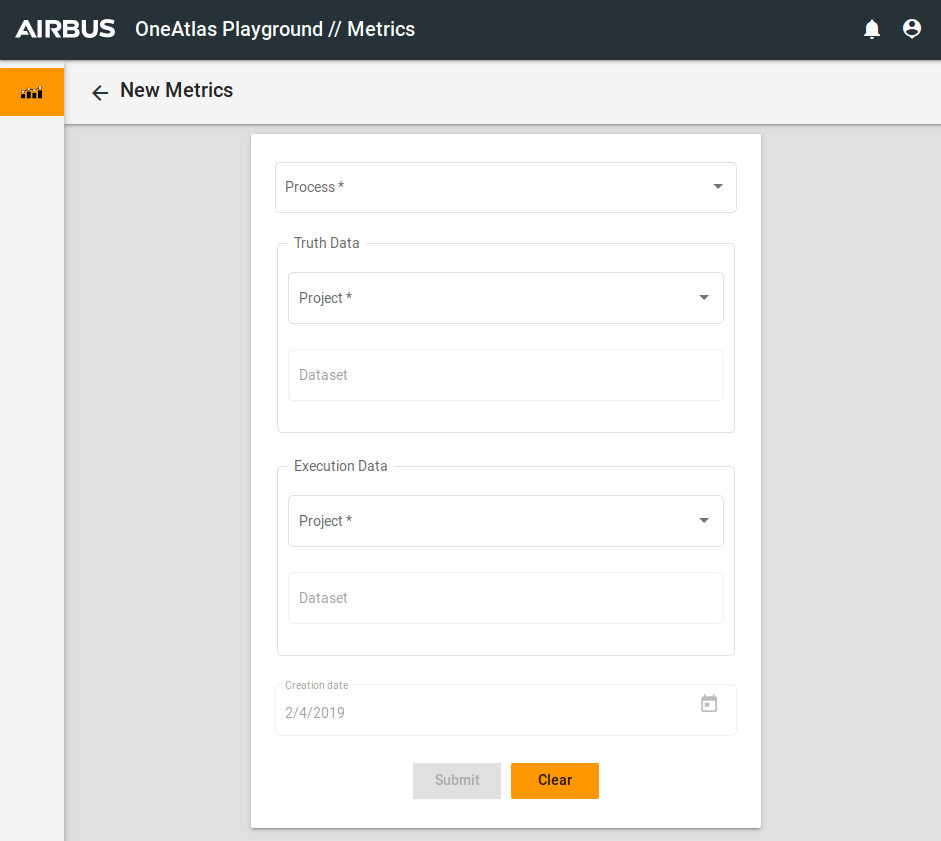 AIRBUS OneAtlas Playground // Metrics
New Metrics
Process *
Truth Data
Project *
Dataset
Execution Data
Project *
Dataset
Creation date
2/4/2019
Submit Clear